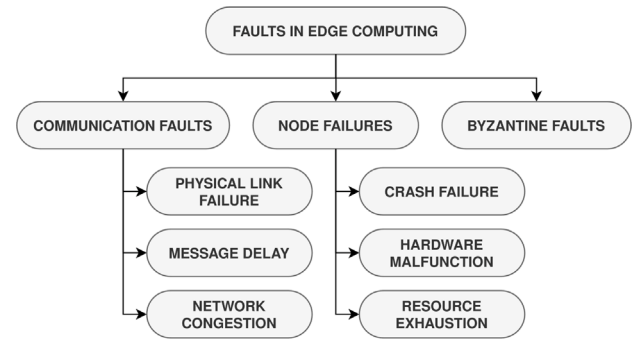 FAULTS IN EDGE COMPUTING
COMMUNICATION FAULTS
NODE FAILURES
BYZANTINE FAULTS
PHYSICAL LINK
FAILURE
MESSAGE DELAY
NETWORK
CONGESTION
CRASH FAILURE
HARDWARE
MALFUNCTION
RESOURCE
EXHAUSTION